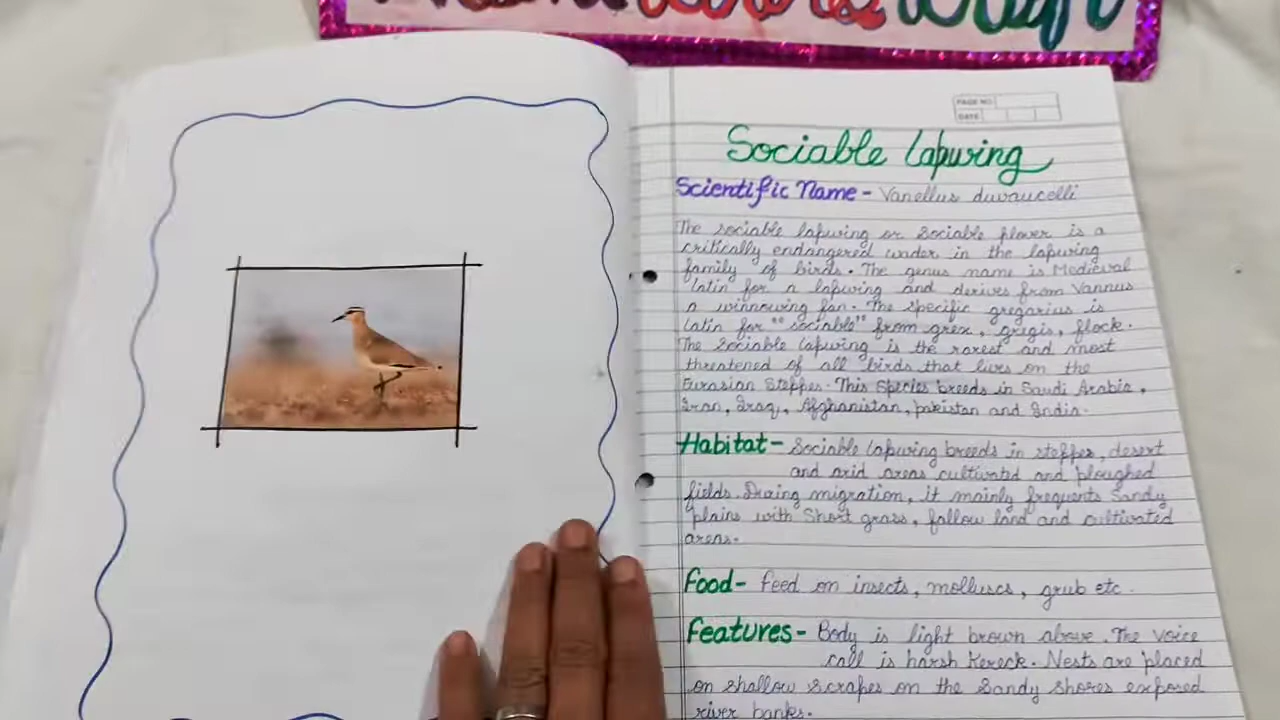 PAGE NO.
DATE
Sociable Lapwing
Scientific Name - Vanellus duvaucelli
The sociable lapwing or Sociable plover is a
critically endangered wader in the lapwing
family of birds. The genus name is Medieval
latin for a lapwing and derives from Vannus
a winnowing fan. The specific gregarius is
latin for "sociable" from grex, gregis, flock.
The Sociable lapwing is the rarest and most
threatened of all birds that lives on the
Eurasian Steppes. This Species breeds in Saudi Arabia,
Iran, Iraq, Afghanistan, pakistan and India.
Habitat - Sociable lapwing breeds in steppes, desert
and arid areas cultivated and ploughed
fields. During migration, it mainly frequents Sandy
plains with Short grass, fallow land and cultivated
areas.
Food - feed on insects, molluscs, grub etc.
Features - Body is light brown above. The voice
call is harsh Kereck. Nests are placed
on shallow scrapes on the Sandy shores exposed
river banks.